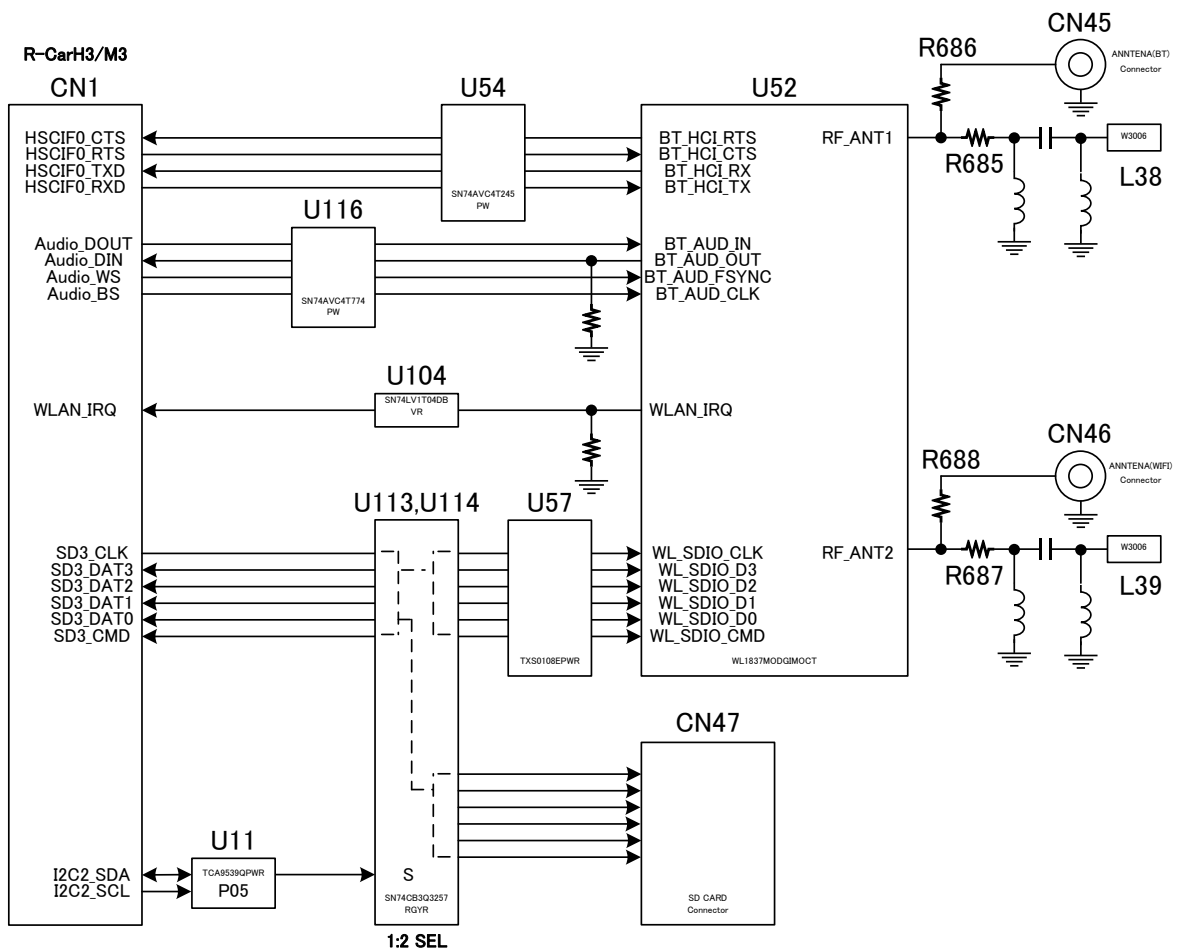 R-CarH3/M3
CN1
HSCIF0_CTS
HSCIF0_RTS
HSCIF0_TXD
HSCIF0_RXD
Audio_DOUT
Audio_DIN
Audio_WS
Audio_BS
WLAN_IRQ
SD3_CLK
SD3_DAT3
SD3_DAT2
SD3_DAT1
SD3_DAT0
SD3_CMD
I2C2_SDA
I2C2_SCL
U54
SN74AVC4T245
PW
U116
SN74AVC4T774
PW
U104
SN74LV1T04DB
VR
U113,U114
S
SN74CB3Q3257
RGYR
1:2 SEL
U57
TXS0108EPWR
U11
TCA9539QPWR
P05
U52
BT_HCI_RTS
BT_HCI_CTS
BT_HCI_RX
BT_HCI_TX
BT_AUD_IN
BT_AUD_OUT
BT_AUD_FSYNC
BT_AUD_CLK
WLAN_IRQ
WL_SDIO_CLK
WL_SDIO_D3
WL_SDIO_D2
WL_SDIO_D1
WL_SDIO_D0
WL_SDIO_CMD
RF_ANT1
RF_ANT2
WL1837MODGIMOCT
CN47
SD CARD
Connector
CN45
ANNTENA(BT)
Connector
R686
R685
W3006
L38
CN46
ANNTENA(WIFI)
Connector
R688
R687
W3006
L39